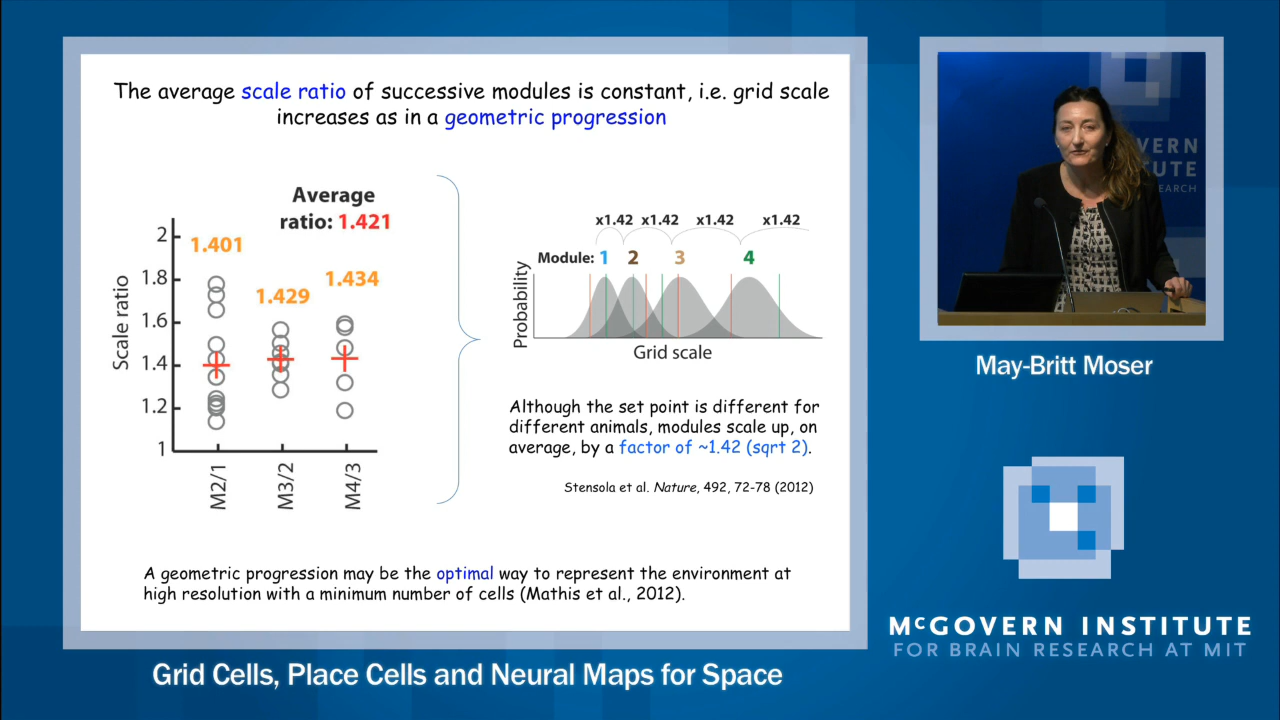 The average scale ratio of successive modules is constant, i.e. grid scale
increases as in a geometric progression
Average
ratio: 1.421
Scale ratio
2
1.8
1.6
1.4
1.2
1
1.401
1.429
1.434
M2/1
M3/2
M4/3
x1.42 x1.42 x1.42 x1.42
Module: 1 2 3 4
Probability
Grid scale
Although the set point is different for
different animals, modules scale up, on
average, by a factor of ~1.42 (sqrt 2).
Stensola et al. Nature, 492, 72-78 (2012)
A geometric progression may be the optimal way to represent the environment at
high resolution with a minimum number of cells (Mathis et al., 2012).
Grid Cells, Place Cells and Neural Maps for Space
VERN
UTE
EARCH
May-Britt Moser
McGOVERN INSTITUTE
FOR BRAIN RESEARCH AT MIT